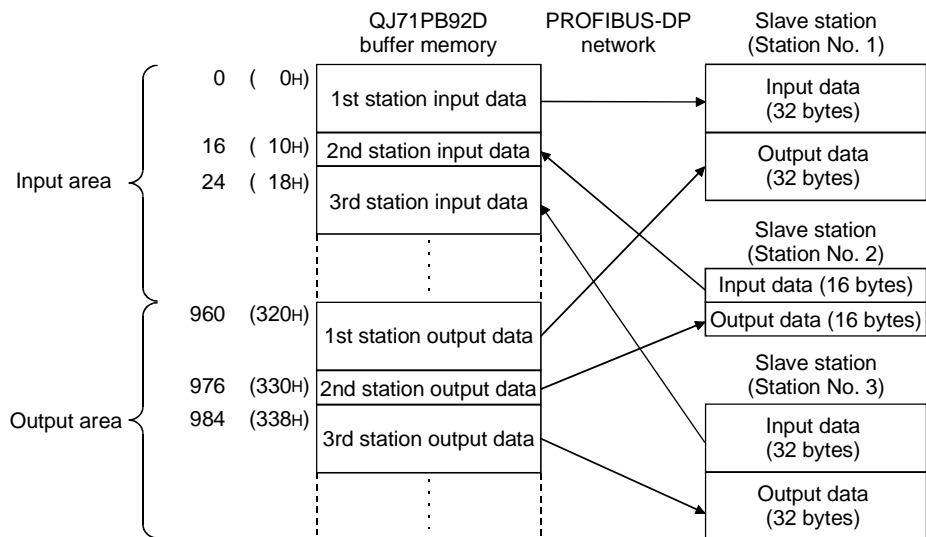 QJ71PB92D
buffer memory
PROFIBUS-DP
network
Slave station
(Station No. 1)
Input area
0 ( 0H)
1st station input data
Input data
(32 bytes)
16 ( 10H)
2nd station input data
Output data
(32 bytes)
24 ( 18H)
3rd station input data
Slave station
(Station No. 2)
Input data (16 bytes)
Output data (16 bytes)
Output area
960 (320H)
1st station output data
976 (330H)
2nd station output data
984 (338H)
3rd station output data
Slave station
(Station No. 3)
Input data
(32 bytes)
Output data
(32 bytes)